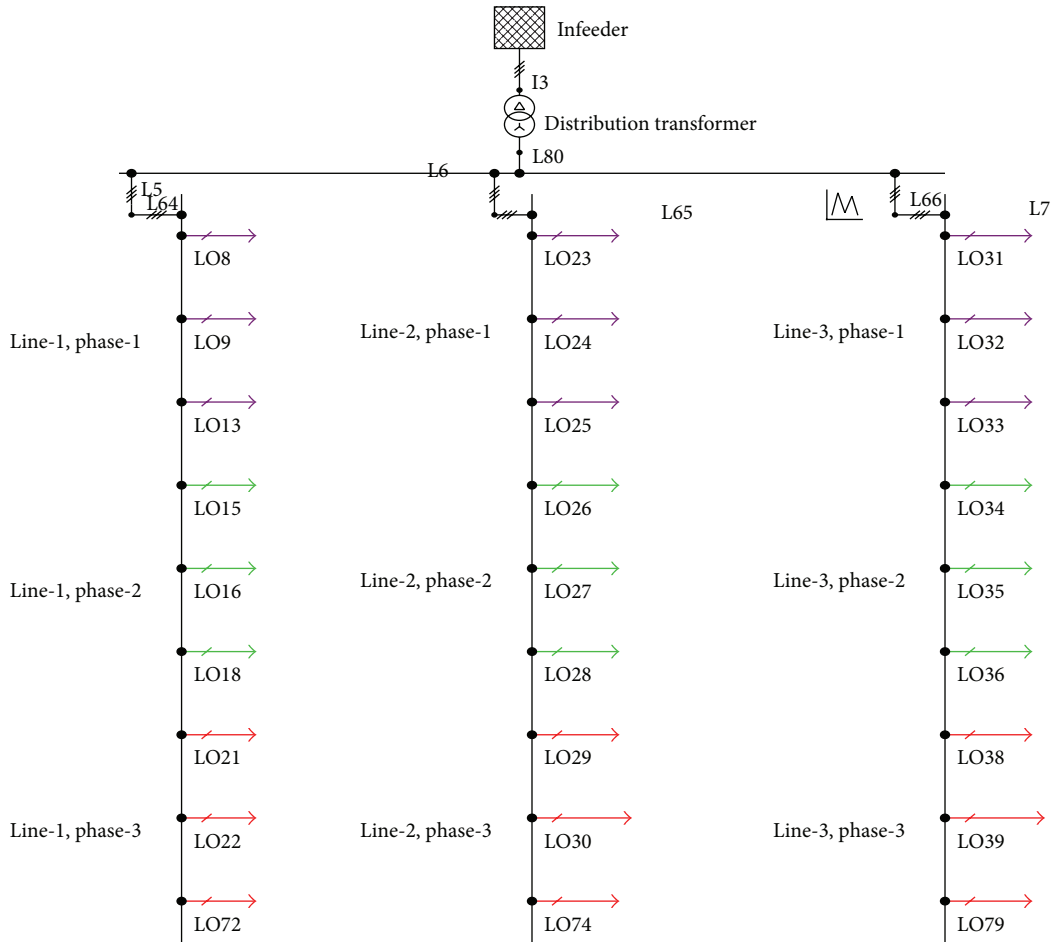 Infeeder
I3
Distribution transformer
L80
L6
L5
L64
L65
L66
L7
LO8
LO23
LO31
Line-1, phase-1
LO9
Line-2, phase-1
LO24
Line-3, phase-1
LO32
LO13
LO25
LO33
LO15
LO26
LO34
Line-1, phase-2
LO16
Line-2, phase-2
LO27
Line-3, phase-2
LO35
LO18
LO28
LO36
LO21
LO29
LO38
Line-1, phase-3
LO22
Line-2, phase-3
LO30
Line-3, phase-3
LO39
LO72
LO74
LO79